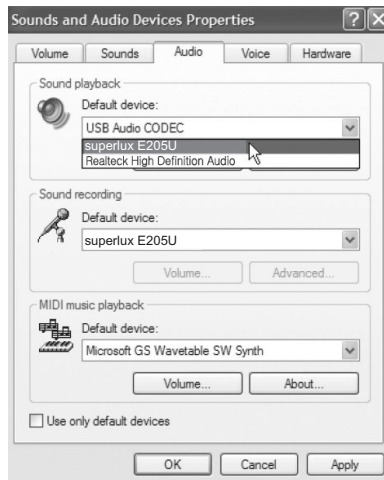 Sounds and Audio Devices Properties
Volume Sounds Audio Voice Hardware
Sound playback
Default device:
USB Audio CODEC
superlux E205U
Realteck High Definition Audio
Sound recording
Default device:
superlux E205U
Volume... Advanced...
MIDI music playback
Default device:
Microsoft GS Wavetable SW Synth
Volume... About...
Use only default devices
OK Cancel Apply